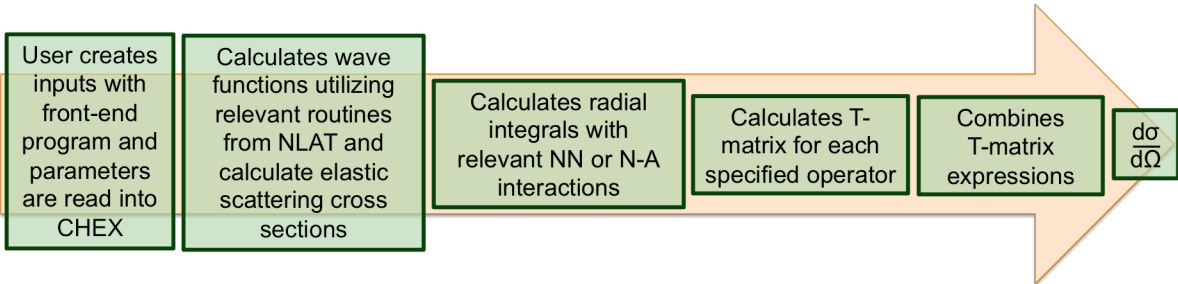 User creates
inputs with
front-end
program and
parameters
are read into
CHEX
Calculates wave
functions utilizing
relevant routines
from NLAT and
calculate elastic
scattering cross
sections
Calculates radial
integrals with
relevant NN or N-A
interactions
Calculates T-
matrix for each
specified operator
Combines
T-matrix
expressions
dσ
dΩ